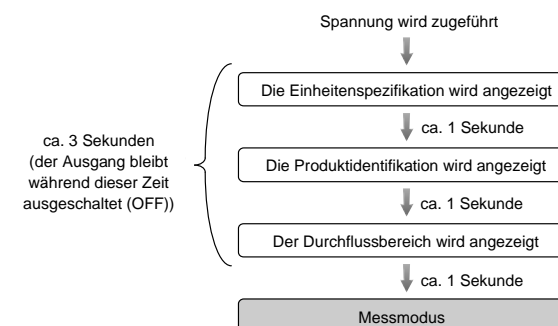 Spannung wird zugeführt
Die Einheitenspezifikation wird angezeigt
ca. 1 Sekunde
ca. 3 Sekunden
(der Ausgang bleibt
während dieser Zeit
ausgeschaltet (OFF))
Die Produktidentifikation wird angezeigt
ca. 1 Sekunde
Der Durchflussbereich wird angezeigt
ca. 1 Sekunde
Messmodus